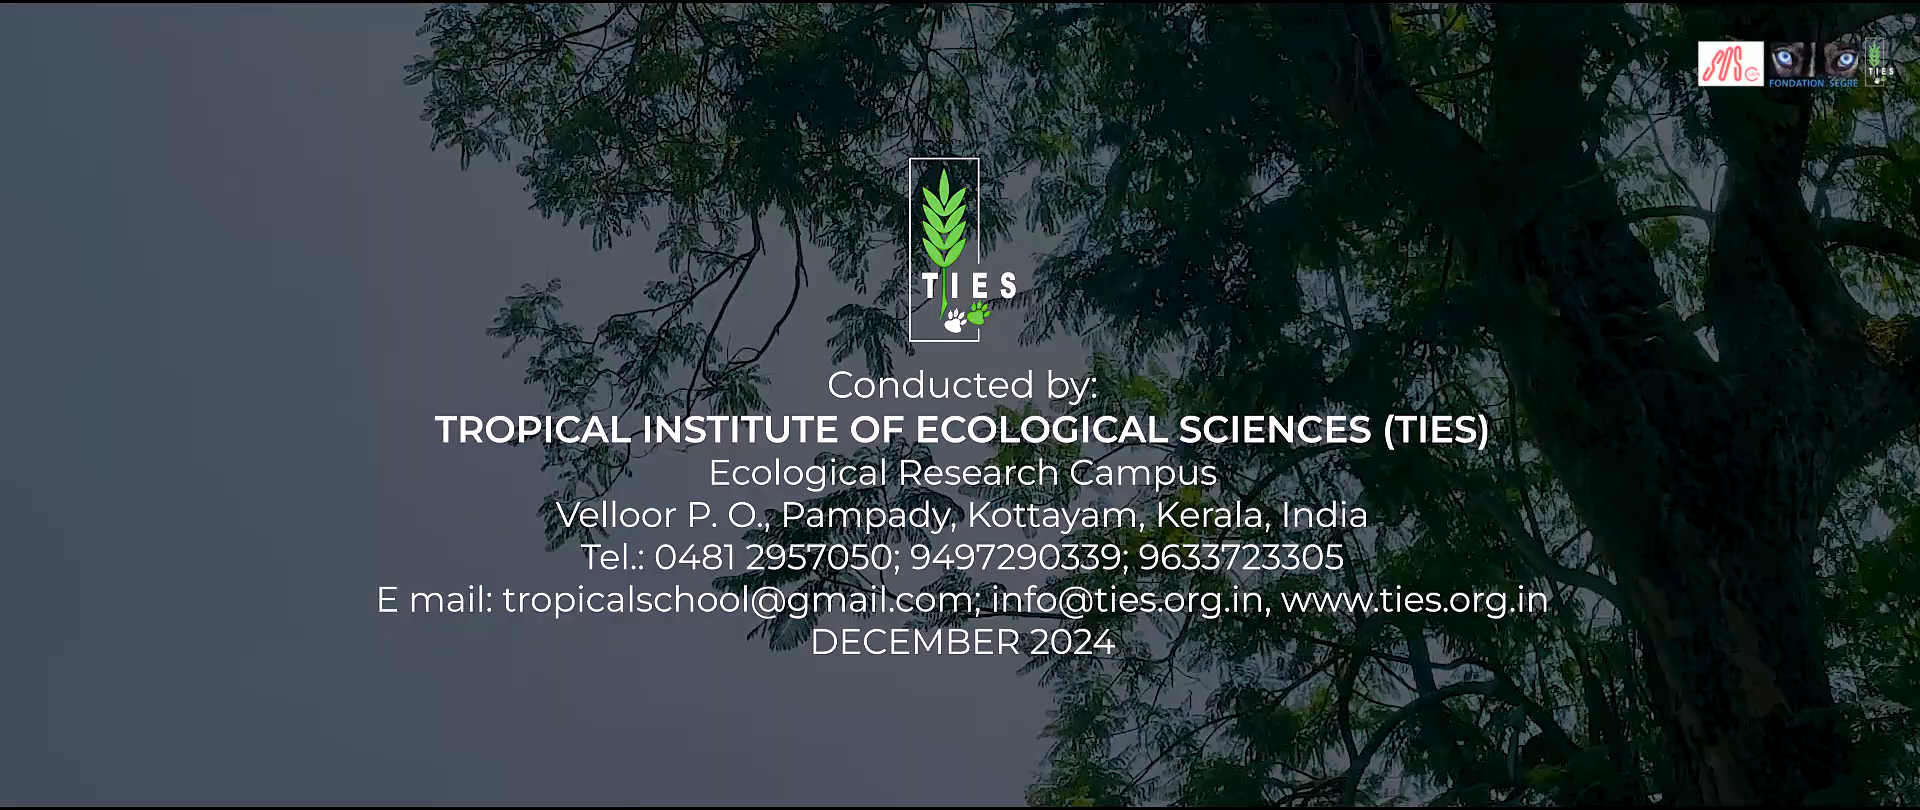 FONDATION SEGRÉ
TIES
TIES
Conducted by:
TROPICAL INSTITUTE OF ECOLOGICAL SCIENCES (TIES)
Ecological Research Campus
Velloor P. O., Pampady, Kottayam, Kerala, India
Tel.: 0481 2957050; 9497290339; 9633723305
E mail: tropicalschool@gmail.com; info@ties.org.in, www.ties.org.in
DECEMBER 2024